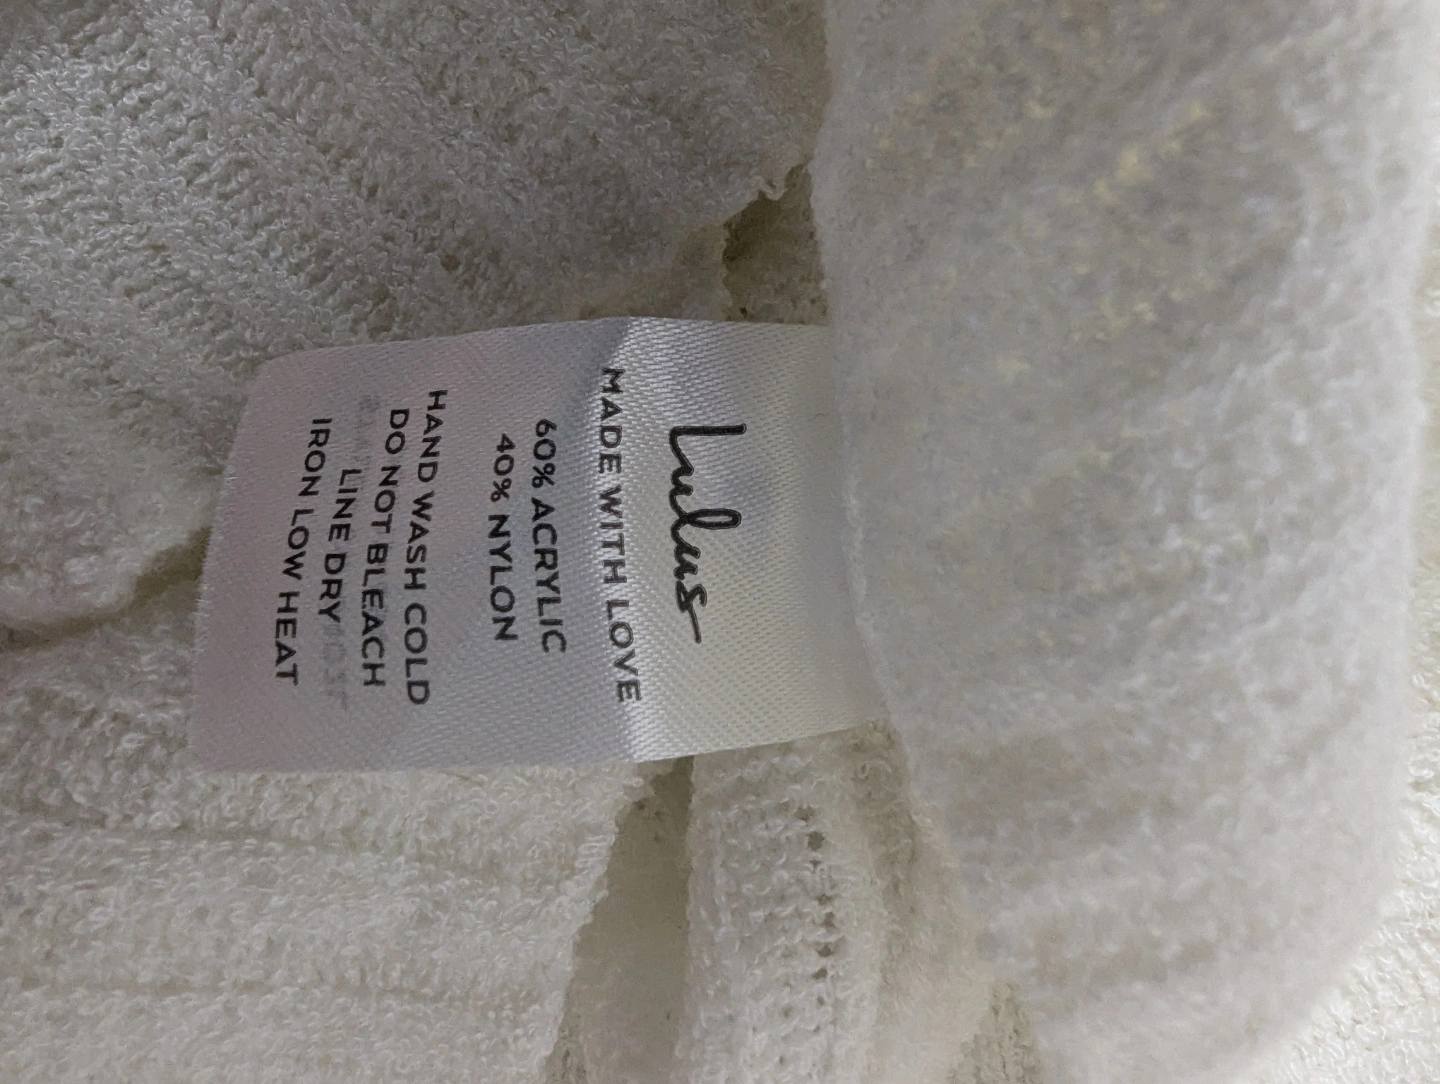 Lulus
MADE WITH LOVE
60% ACRYLIC
40% NYLON
HAND WASH COLD
DO NOT BLEACH
LINE DRY
IRON LOW HEAT